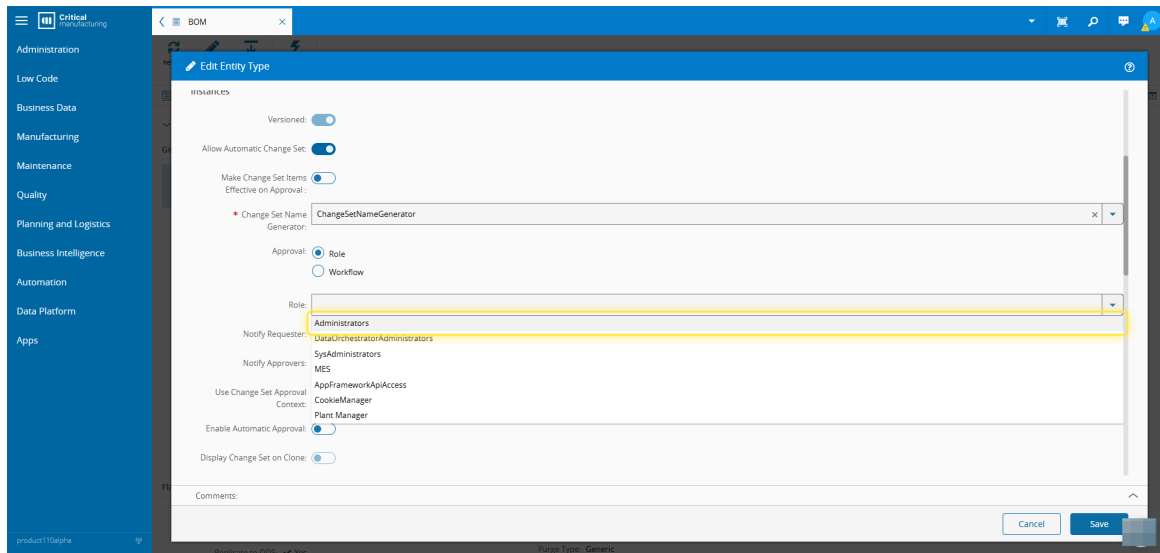 Critical
manufacturing
BOM
A
Administration
Low Code
Business Data
Manufacturing
Maintenance
Quality
Planning and Logistics
Business Intelligence
Automation
Data Platform
Apps
product110alpha
Edit Entity Type
Instances
Versioned:
Allow Automatic Change Set:
Make Change Set Items
Effective on Approval :
* Change Set Name
Generator:
ChangeSetNameGenerator
Approval:
Role
Workflow
Role:
Administrators
Notify Requester:
DataOrchestratorAdministrators
SysAdministrators
Notify Approvers:
MES
AppFrameworkApiAccess
Use Change Set Approval
Context:
CookieManager
Plant Manager
Enable Automatic Approval:
Display Change Set on Clone:
Comments:
Cancel
Save
Replicate to ODS: Yes
Purge Type: Generic